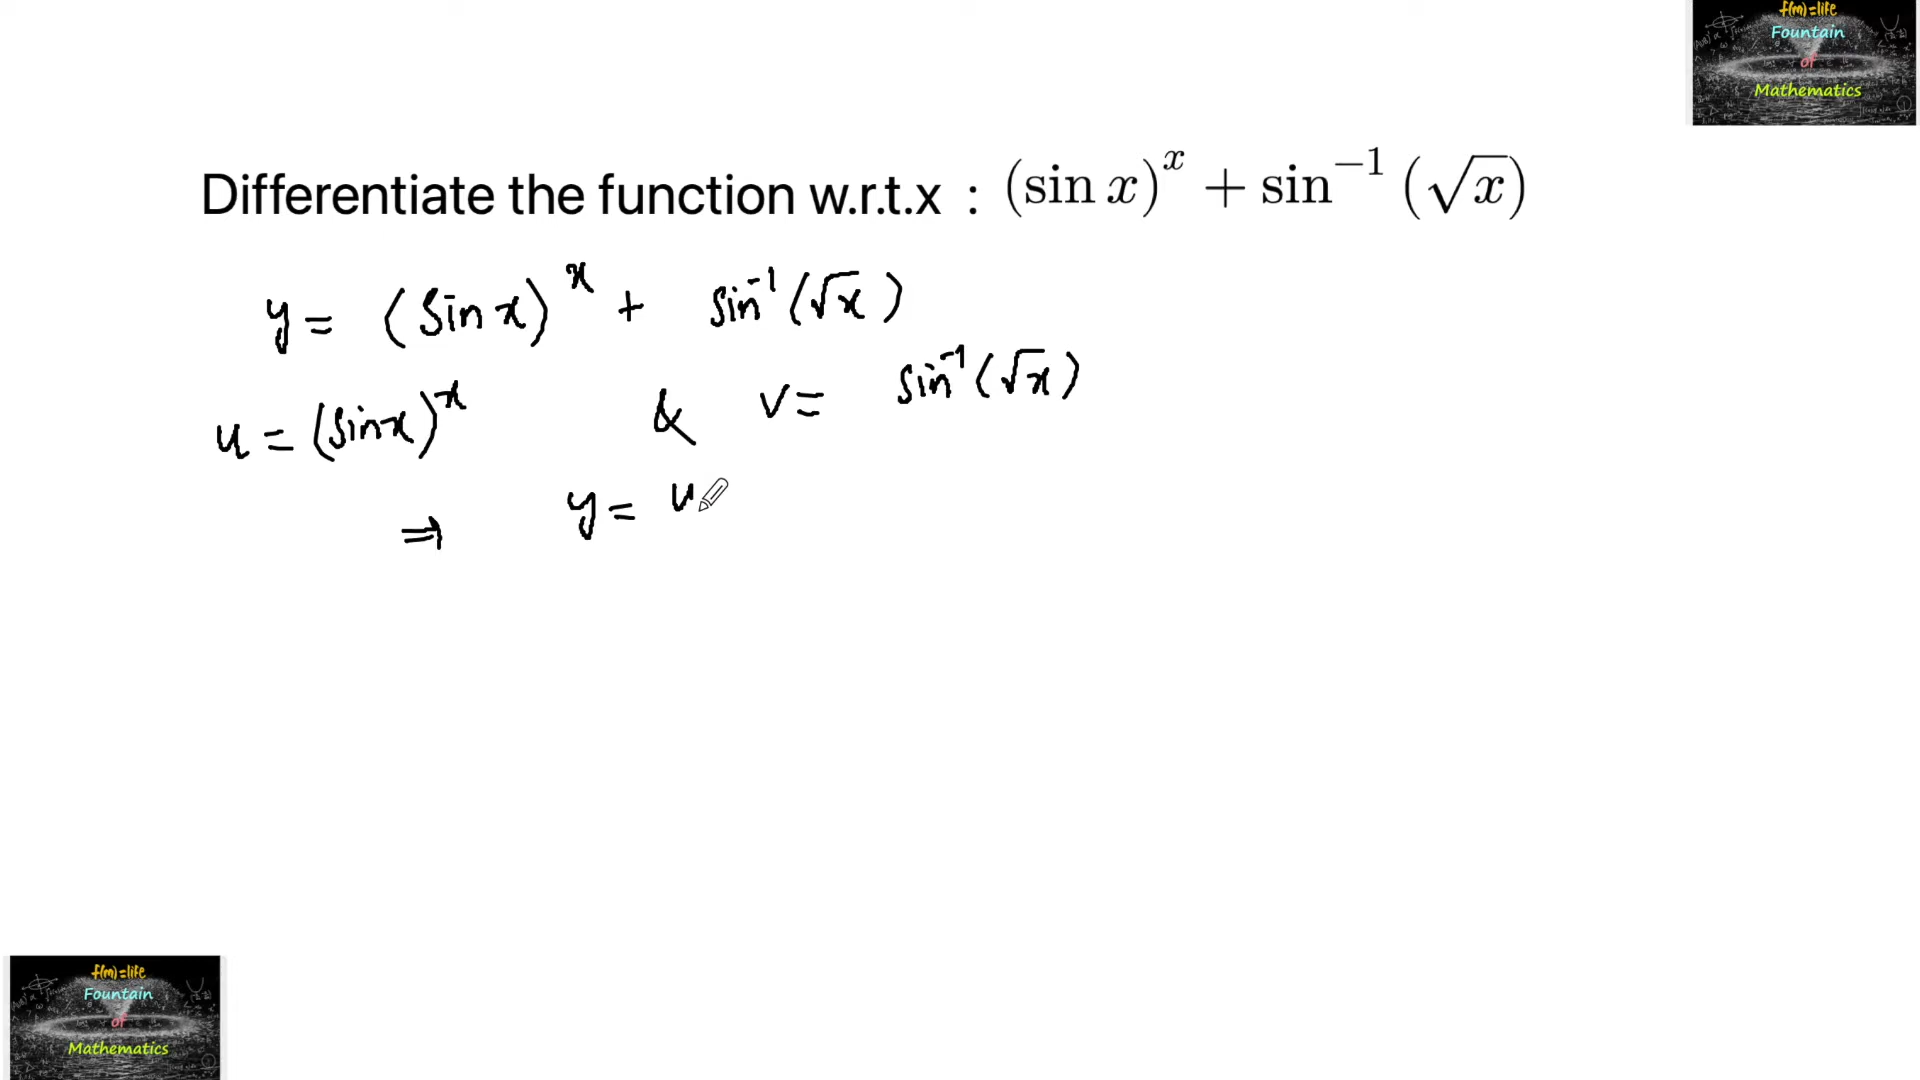 f(m)=life
Fountain
of
Mathematics
Differentiate the function w.r.t.x : (sin x)^x + sin^{-1} (√x)
y = (sin x)^x + sin^{-1} (√x)
u = (sin x)^x & v = sin^{-1} (√x)
⇒ y = u
f(m)=life
Fountain
of
Mathematics